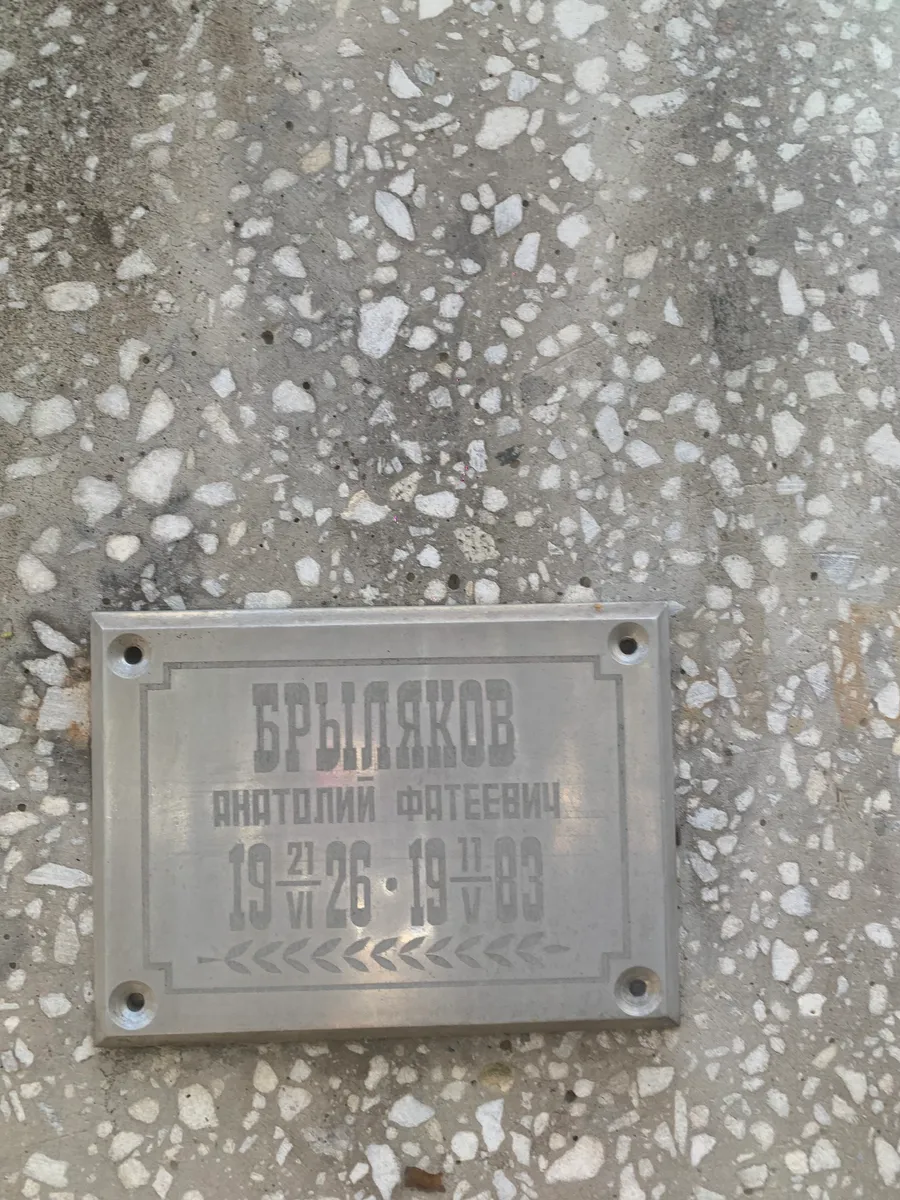 БРЫЛЯКОВ
АНАТОЛИЙ ФАТЕЕВИЧ
19 21/VI 26 · 19 11/V 83